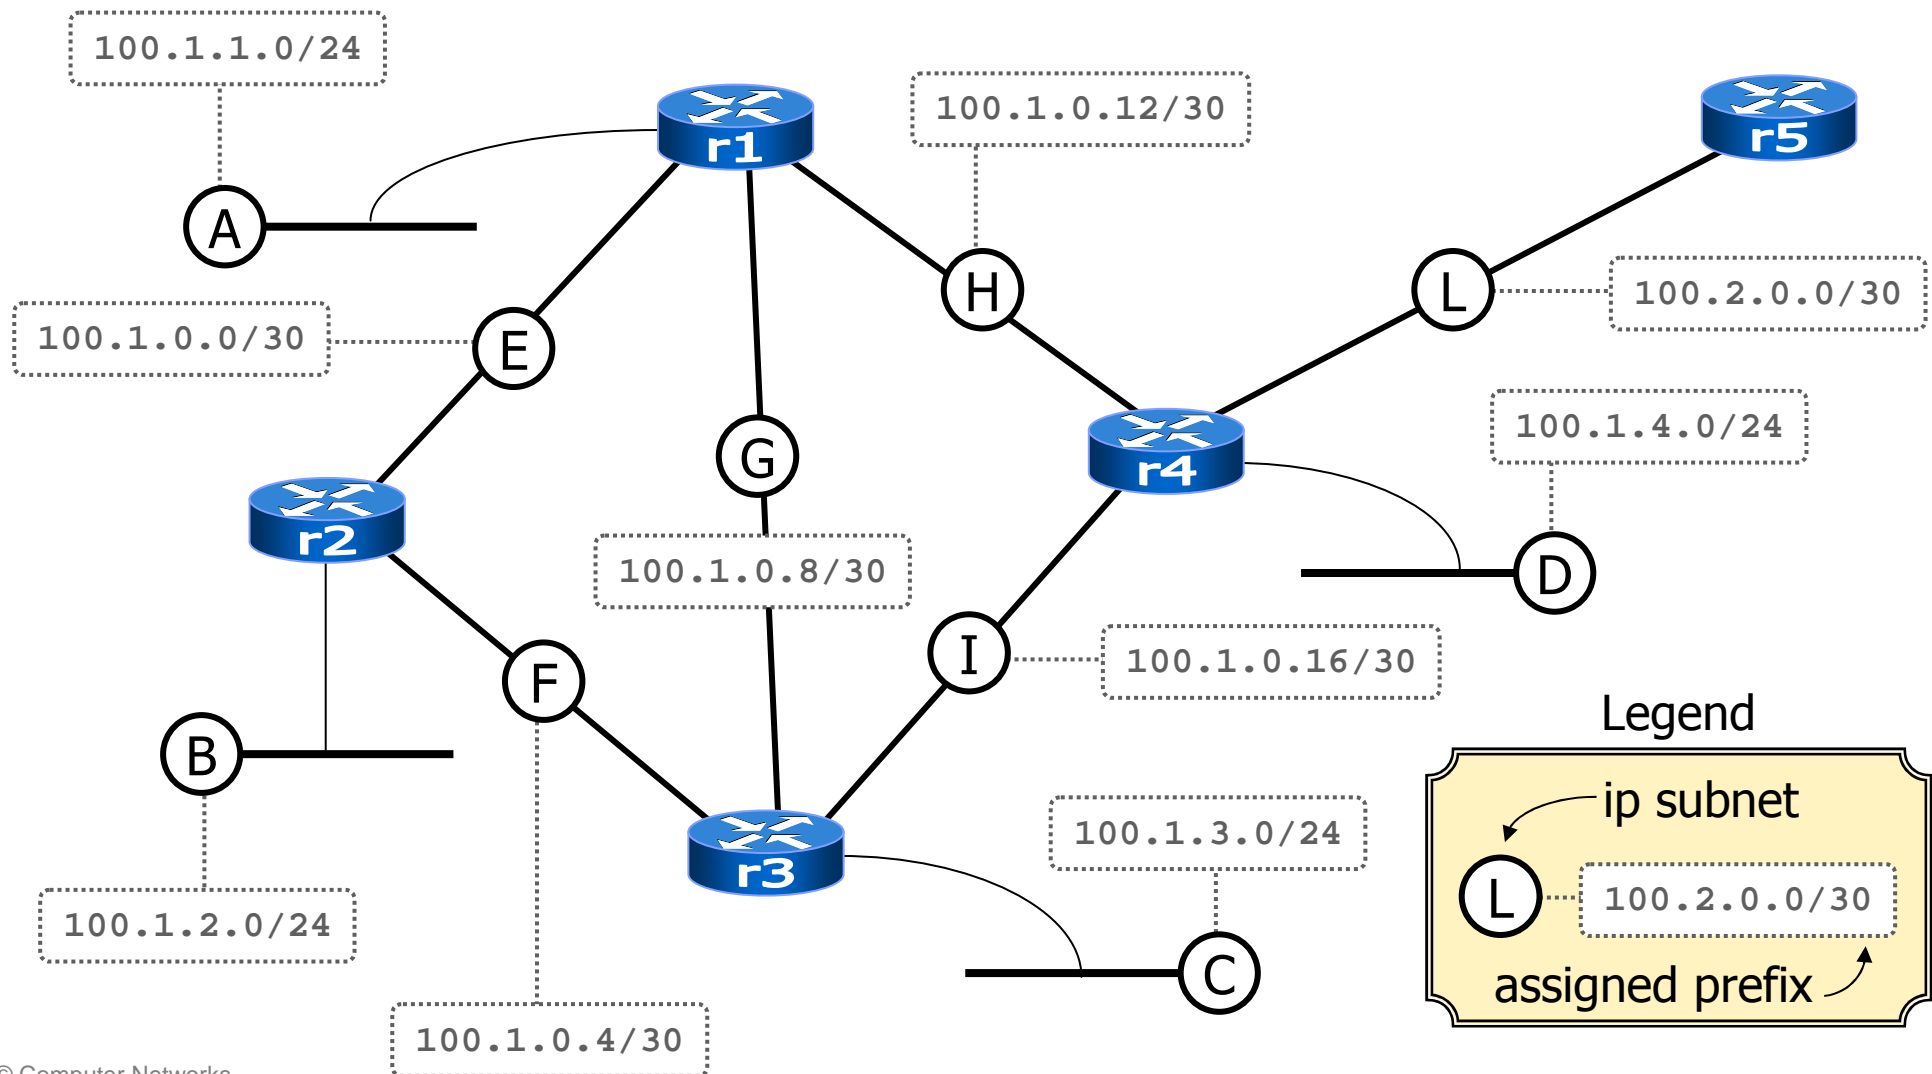 100.1.1.0/24
r1
100.1.0.12/30
r5
A
H
L
100.2.0.0/30
100.1.0.0/30
E
G
r4
100.1.4.0/24
r2
100.1.0.8/30
D
F
I
100.1.0.16/30
B
r3
100.1.3.0/24
100.1.2.0/24
C
100.1.0.4/30
Legend
ip subnet
L
100.2.0.0/30
assigned prefix
© Computer Networks